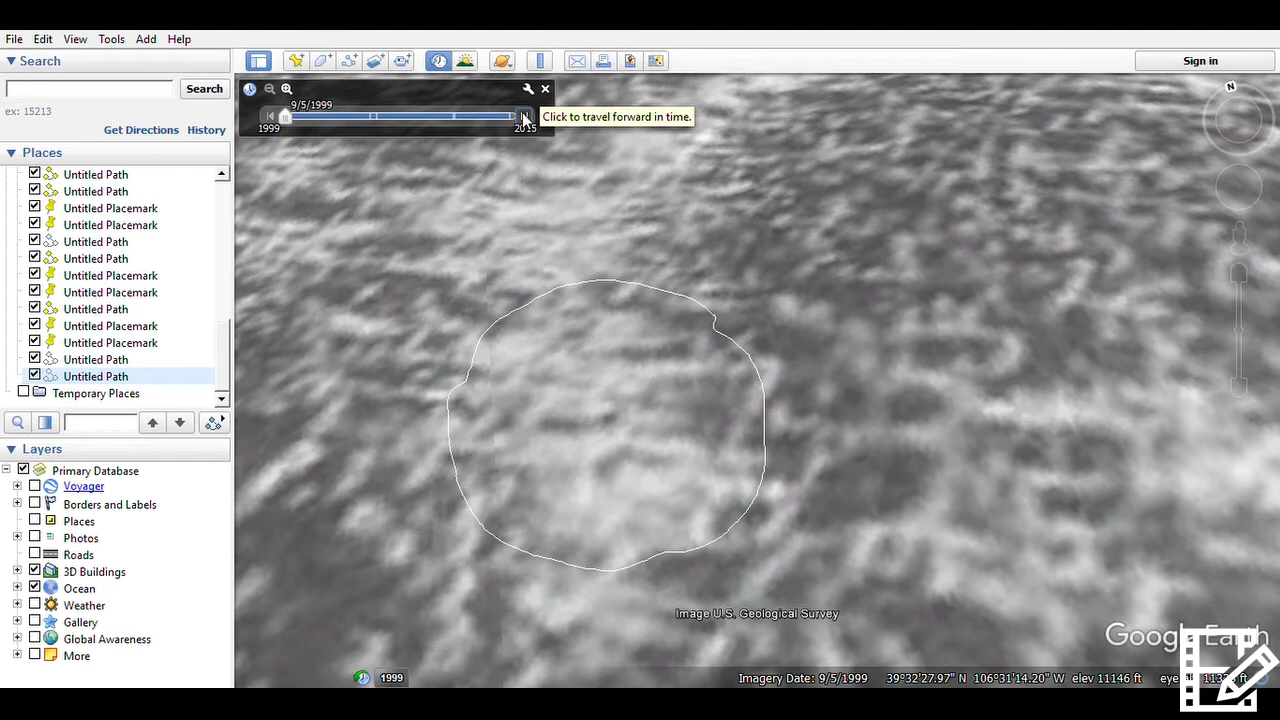 File Edit View Tools Add Help
Search
Search
ex: 15213
Get Directions History
Places
Untitled Path
Untitled Path
Untitled Placemark
Untitled Placemark
Untitled Path
Untitled Path
Untitled Placemark
Untitled Placemark
Untitled Path
Untitled Placemark
Untitled Placemark
Untitled Path
Untitled Path
Temporary Places
Layers
Primary Database
Voyager
Borders and Labels
Places
Photos
Roads
3D Buildings
Ocean
Weather
Gallery
Global Awareness
More
Sign in
9/5/1999
1999
2015
Click to travel forward in time.
N
Image U.S. Geological Survey
Google Earth
1999
Imagery Date: 9/5/1999 39°32'27.97" N 106°31'14.20" W elev 11146 ft